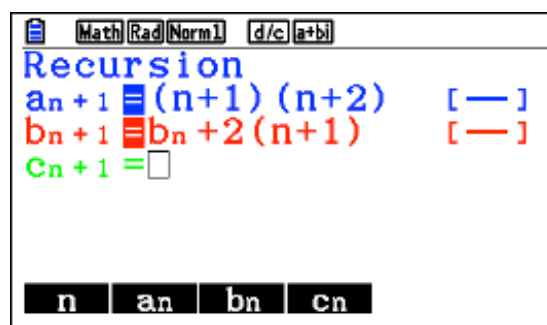 Math Rad Norm1 d/c a+bi
Recursion
an+1=(n+1)(n+2) [—]
bn+1=bn+2(n+1) [—]
cn+1=
n an bn cn